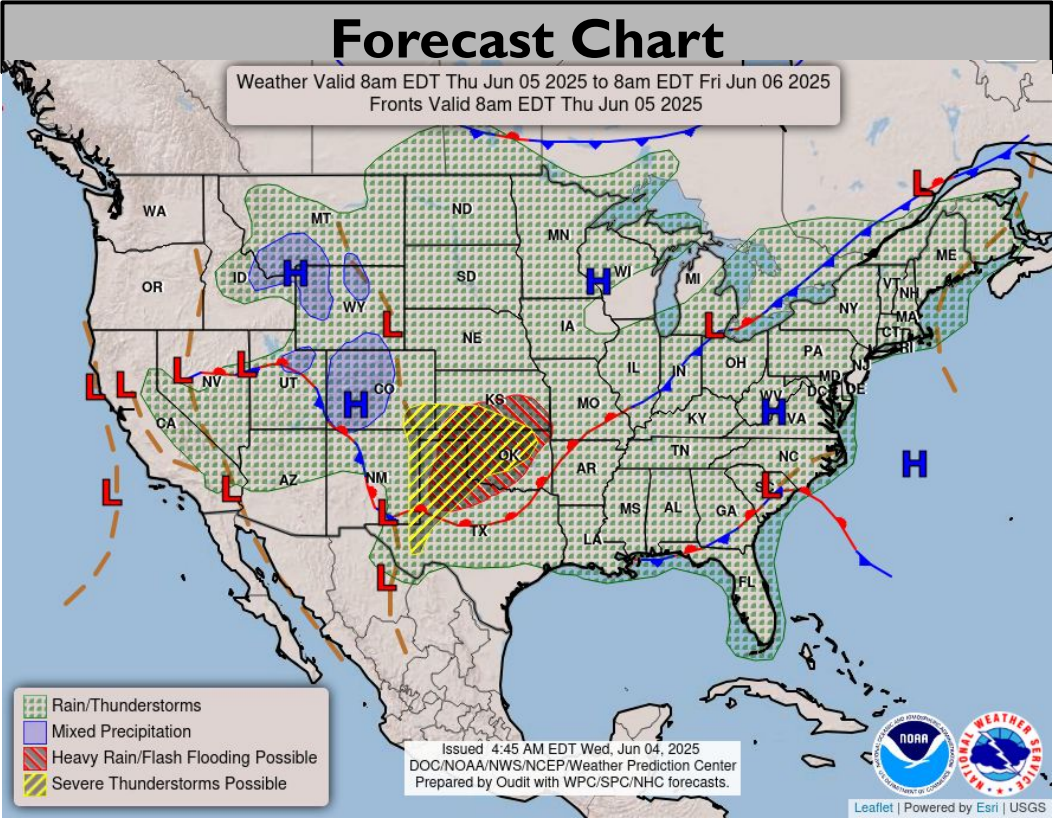 Forecast Chart
Weather Valid 8am EDT Thu Jun 05 2025 to 8am EDT Fri Jun 06 2025
Fronts Valid 8am EDT Thu Jun 05 2025
L
WA
MT
ND
MN
ME
OR
ID
H
WY
SD
H
WI
MI
VT
NH
NY
MA
CT
RI
L
NE
IA
L
PA
NJ
L
NV
L
UT
CO
IL
IN
OH
MD
DE
DC
L
L
CA
H
KS
MO
KY
WV
H
VA
AZ
NM
OK
AR
TN
NC
H
L
L
L
TX
MS
AL
GA
SC
L
LA
L
FL
Rain/Thunderstorms
Mixed Precipitation
Heavy Rain/Flash Flooding Possible
Severe Thunderstorms Possible
Issued 4:45 AM EDT Wed, Jun 04, 2025
DOC/NOAA/NWS/NCEP/Weather Prediction Center
Prepared by Oudit with WPC/SPC/NHC forecasts.
NOAA
NATIONAL WEATHER SERVICE
Leaflet | Powered by Esri | USGS